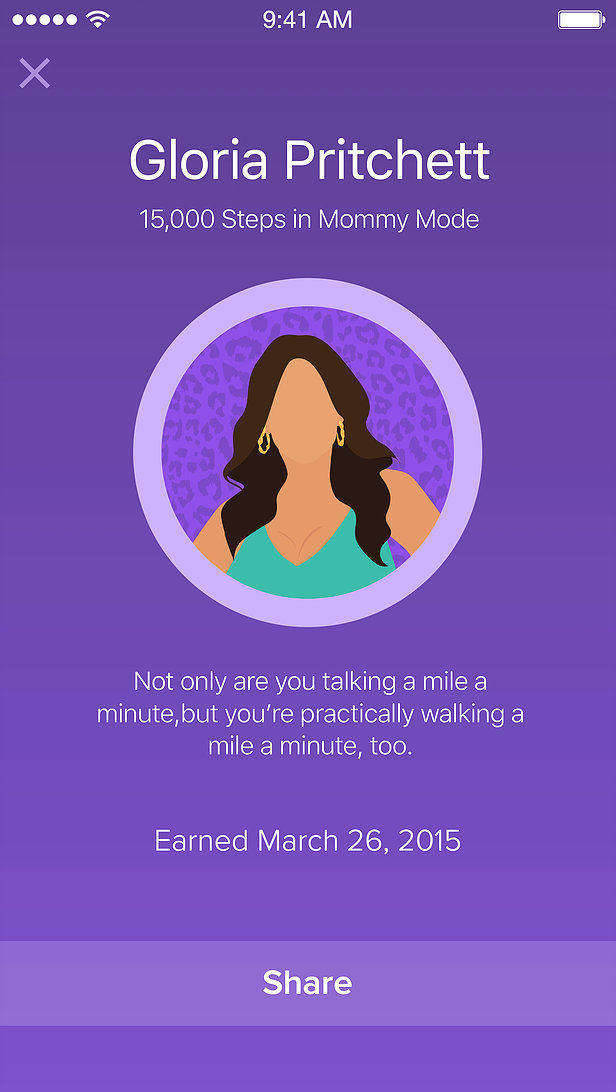 9:41 AM
Gloria Pritchett
15,000 Steps in Mommy Mode
Not only are you talking a mile a
minute,but you’re practically walking a
mile a minute, too.
Earned March 26, 2015
Share